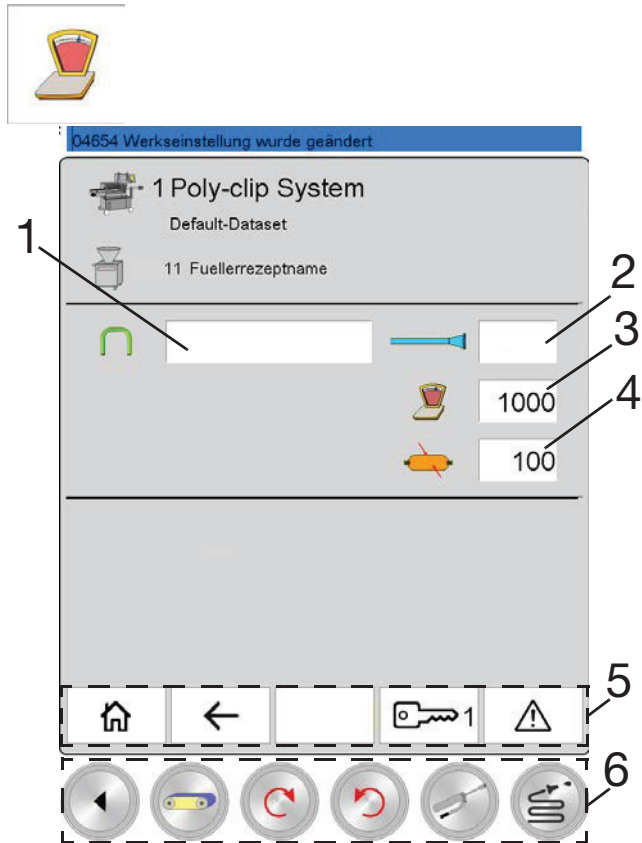 04654 Werkseinstellung wurde geändert
1 Poly-clip System
Default-Dataset
11 Fuellerrezeptname
1
2
3
1000
4
100
5
1
6